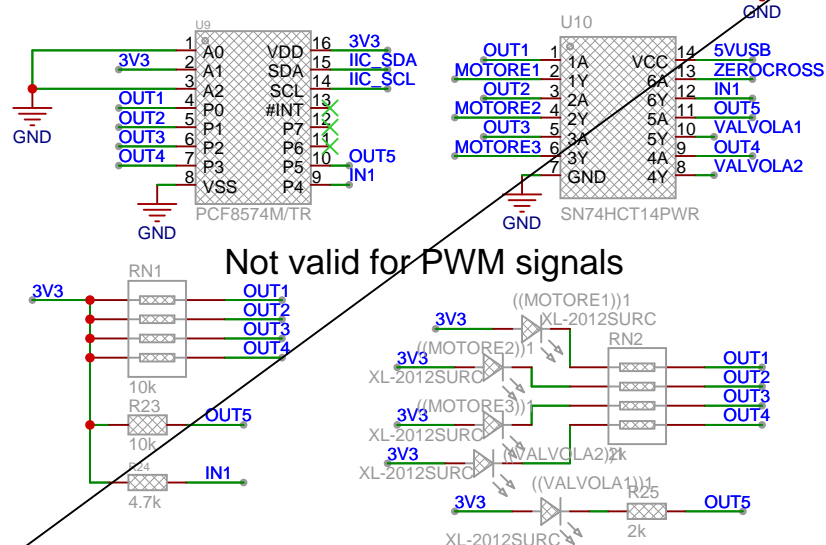 GND
U9
1 A0 VDD 16 3V3
3V3 2 A1 SDA 15 IIC_SDA
3 A2 SCL 14 IIC_SCL
OUT1 4 P0 #INT 13
OUT2 5 P1 P7 12
OUT3 6 P2 P6 11
OUT4 7 P3 P5 10 OUT5
8 VSS P4 9 IN1
GND
GND
PCF8574M/TR
U10
OUT1 1 1A VCC 14 5VUSB
MOTORE1 2 1Y 6A 13 ZEROCROSS
OUT2 3 2A 6Y 12 IN1
MOTORE2 4 2Y 5A 11 OUT5
OUT3 5 3A 5Y 10 VALVOLA1
MOTORE3 6 3Y 4A 9 OUT4
7 GND 4Y 8 VALVOLA2
GND
SN74HCT14PWR
Not valid for PWM signals
RN1
3V3 OUT1
OUT2
OUT3
OUT4
10k
R23
OUT5
10k
R24
IN1
4.7k
((MOTORE1))1
3V3 XL-2012SURC
((MOTORE2))1
3V3
XL-2012SURC
((MOTORE3))1
3V3
XL-2012SURC
((VALVOLA2))1
3V3
XL-2012SURC
RN2
OUT1
OUT2
OUT3
OUT4
2k
((VALVOLA1))1
3V3 R25 OUT5
XL-2012SURC 2k